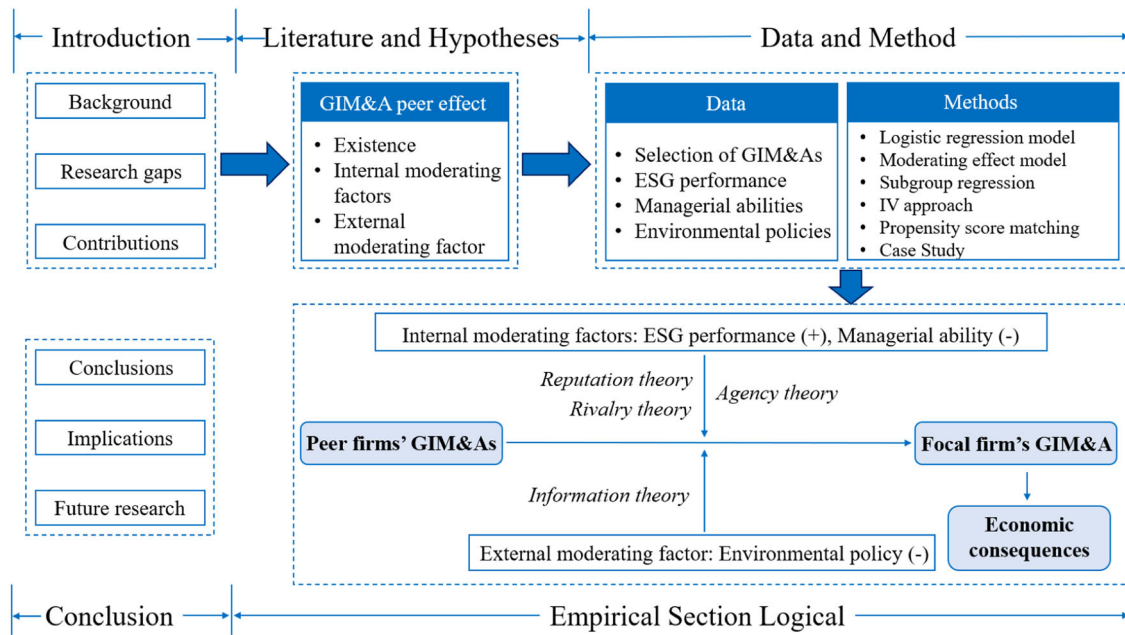 Introduction
Literature and Hypotheses
Data and Method
Background
Research gaps
Contributions
GIM&A peer effect
• Existence
• Internal moderating
factors
• External
moderating factor
Data
• Selection of GIM&As
• ESG performance
• Managerial abilities
• Environmental policies
Methods
• Logistic regression model
• Moderating effect model
• Subgroup regression
• IV approach
• Propensity score matching
• Case Study
Conclusions
Implications
Future research
Internal moderating factors: ESG performance (+), Managerial ability (-)
Reputation theory
Rivalry theory
Agency theory
Peer firms’ GIM&As
Focal firm’s GIM&A
Information theory
Economic
consequences
External moderating factor: Environmental policy (-)
Conclusion
Empirical Section Logical